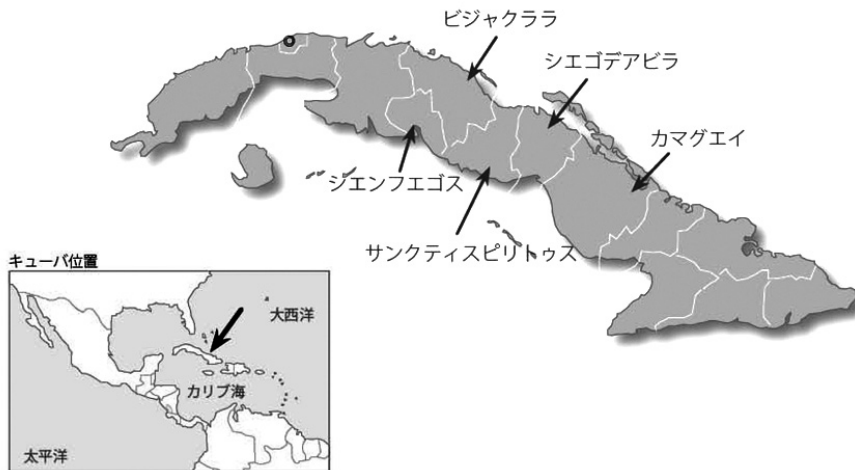 ビジャクララ
シエゴデアビラ
カマグエイ
シエンフエゴス
サンクティスピリトゥス
キューバ位置
大西洋
カリブ海
太平洋